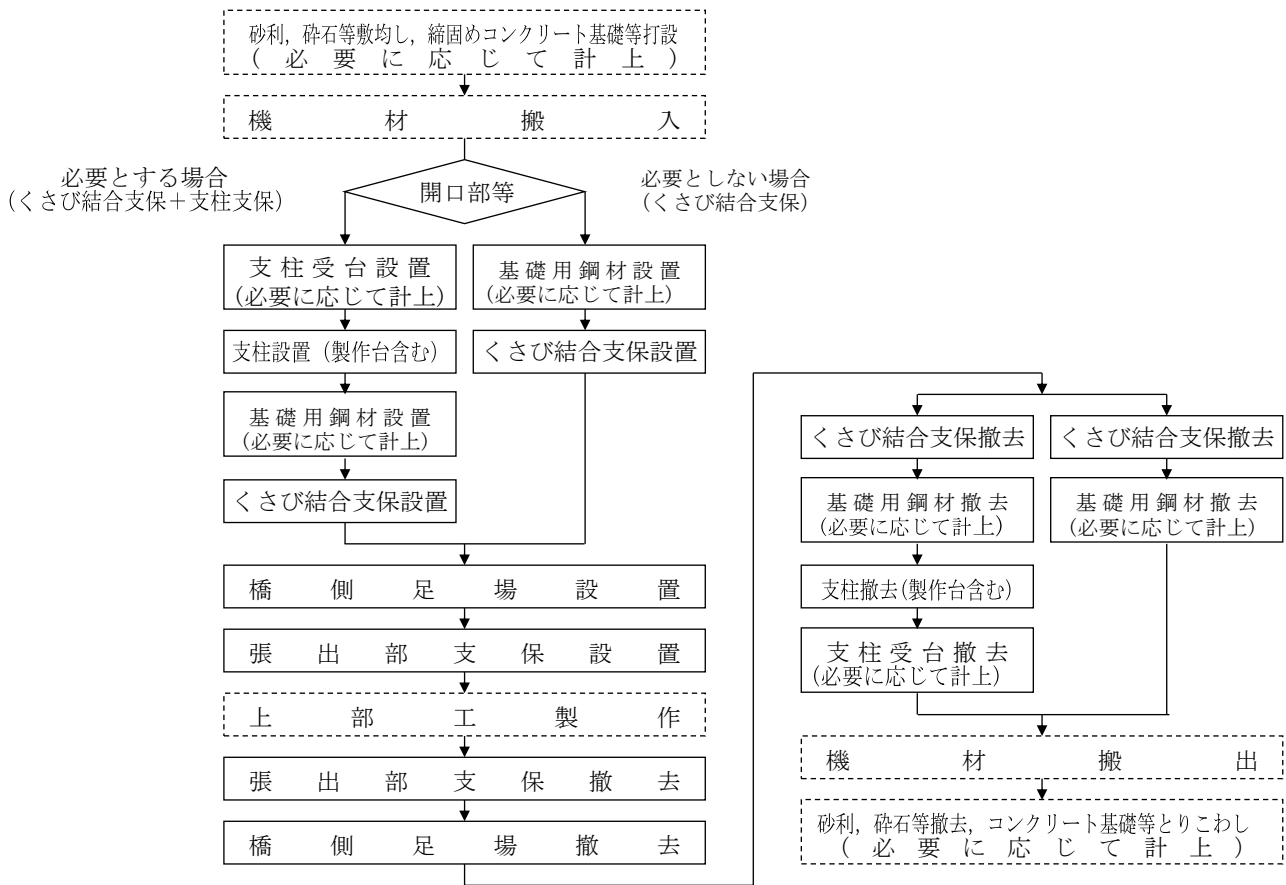 砂利，砕石等敷均し，締固めコンクリート基礎等打設
（必要に応じて計上）
機材搬入
必要とする場合
(くさび結合支保＋支柱支保)
開口部等
必要としない場合
(くさび結合支保)
支柱受台設置
(必要に応じて計上)
支柱設置（製作台含む）
基礎用鋼材設置
(必要に応じて計上)
くさび結合支保設置
基礎用鋼材設置
(必要に応じて計上)
くさび結合支保設置
橋側足場設置
張出部支保設置
上部工製作
張出部支保撤去
橋側足場撤去
くさび結合支保撤去
基礎用鋼材撤去
(必要に応じて計上)
支柱撤去(製作台含む)
支柱受台撤去
(必要に応じて計上)
くさび結合支保撤去
基礎用鋼材撤去
(必要に応じて計上)
機材搬出
砂利，砕石等撤去，コンクリート基礎等とりこわし
（必要に応じて計上）